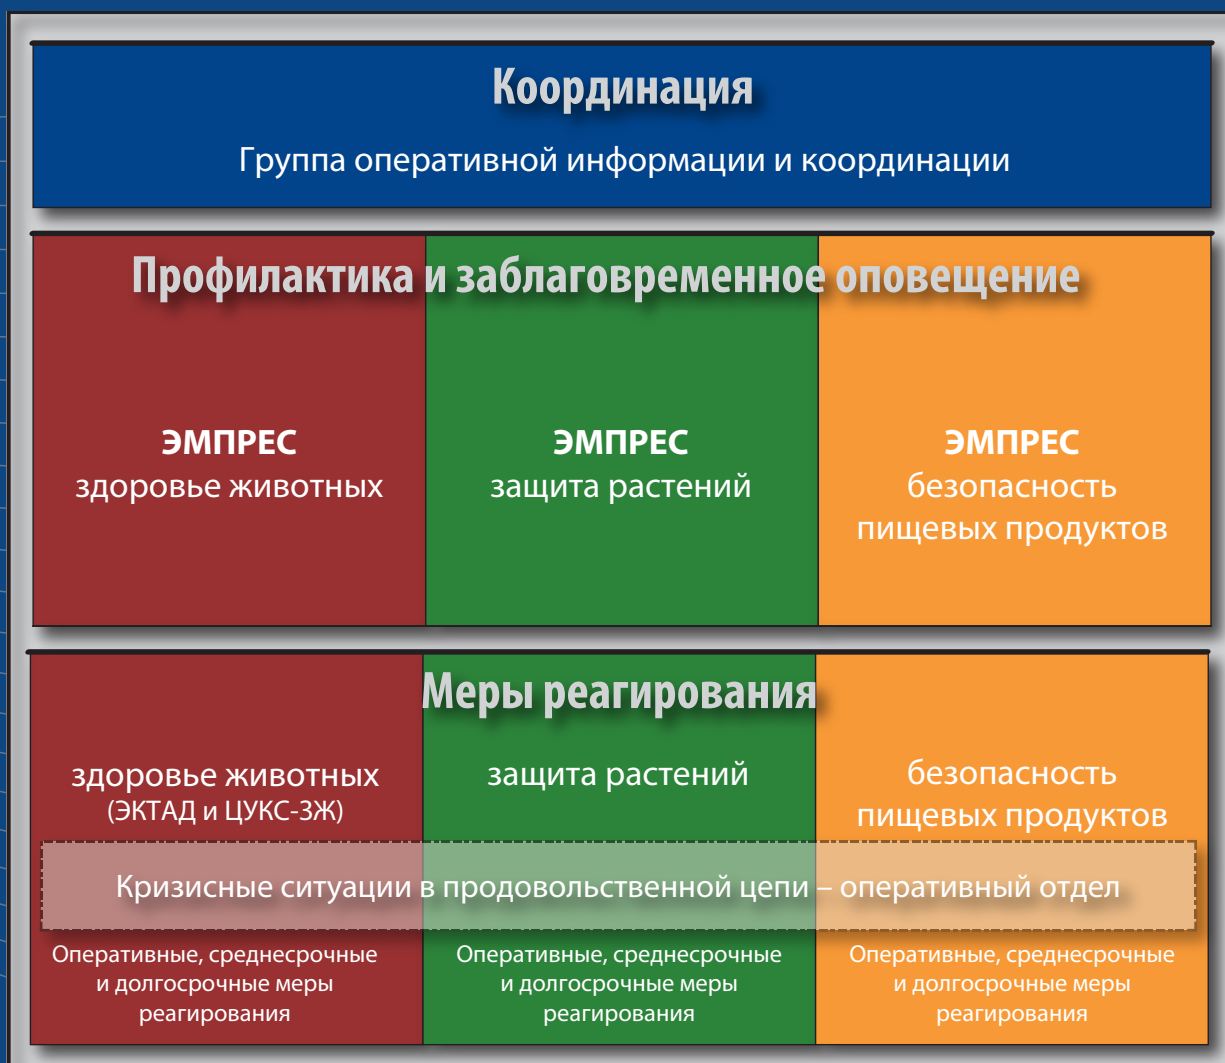 Координация
Группа оперативной информации и координации
Профилактика и заблаговременное оповещение
ЭМПРЕС
здоровье животных
ЭМПРЕС
защита растений
ЭМПРЕС
безопасность
пищевых продуктов
Меры реагирования
здоровье животных
(ЭКТАД и ЦУКС-ЗЖ)
защита растений
безопасность
пищевых продуктов
Кризисные ситуации в продовольственной цепи – оперативный отдел
Оперативные, среднесрочные
и долгосрочные меры
реагирования
Оперативные, среднесрочные
и долгосрочные меры
реагирования
Оперативные, среднесрочные
и долгосрочные меры
реагирования